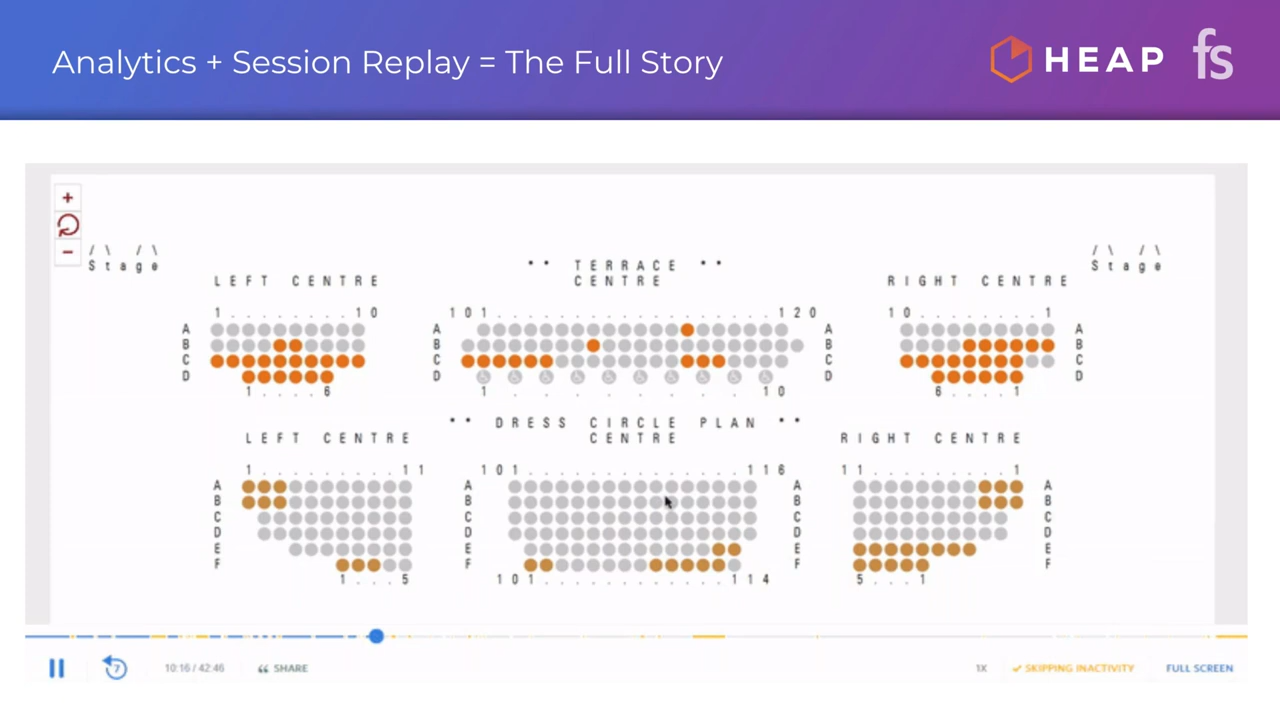 Analytics + Session Replay = The Full Story
HEAP fs
+
−
/ \ / \
Stage
/ \ / \
Stage
** TERRACE **
LEFT CENTRE CENTRE RIGHT CENTRE
1 . . . . . . . . 10 101 . . . . . . . . . . . . . . . . . . 120 10 . . . . . . . . 1
A A A A
B B B B
C C C C
D D D D
1 . . . . 6 1 . . . . . . . . 10 6 . . . . 1
** DRESS CIRCLE PLAN **
LEFT CENTRE CENTRE RIGHT CENTRE
1 . . . . . . . . . 11 101 . . . . . . . . . . . . . . 116 11 . . . . . . . . . 1
A A A A
B B B B
C C C C
D D D D
E E E E
F F F F
1 . . . 5 101 . . . . . . . . . . . . 114 5 . . . 1
7 10:16 / 42:46 SHARE 1X SKIPPING INACTIVITY FULL SCREEN